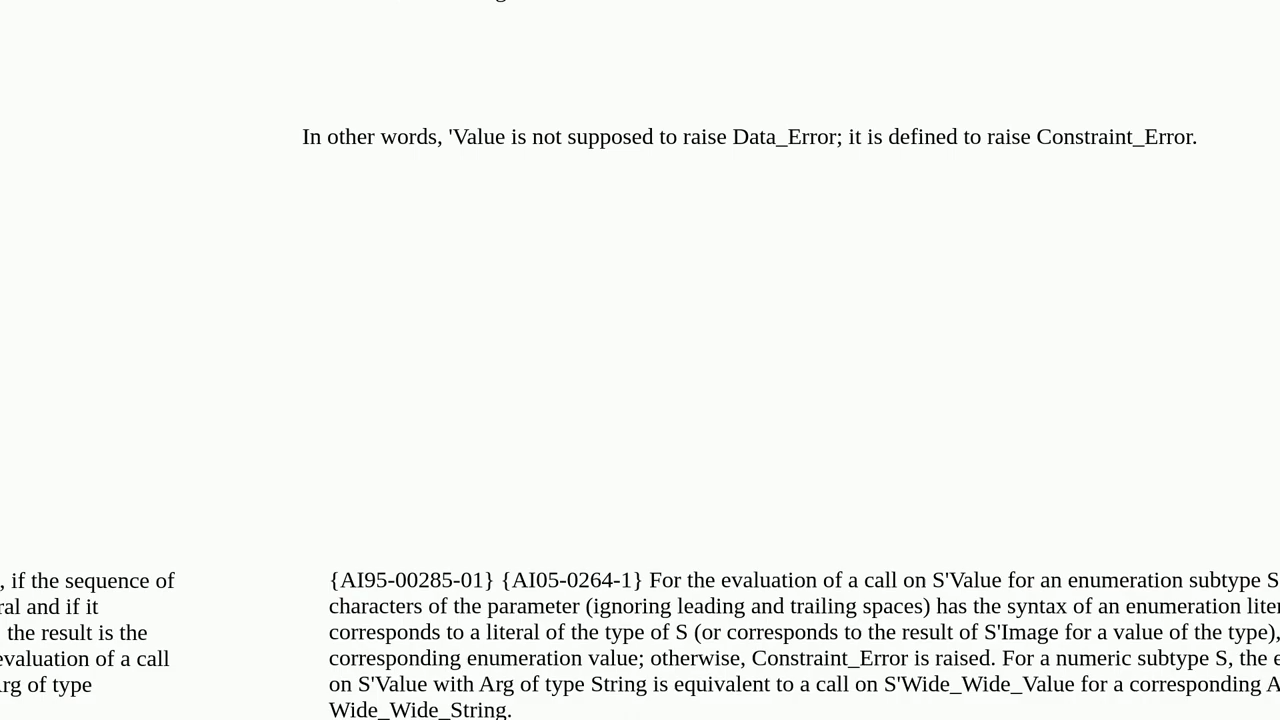 In other words, 'Value is not supposed to raise Data_Error; it is defined to raise Constraint_Error.
, if the sequence of
ral and if it
the result is the
evaluation of a call
rg of type
{AI95-00285-01} {AI05-0264-1} For the evaluation of a call on S'Value for an enumeration subtype S
characters of the parameter (ignoring leading and trailing spaces) has the syntax of an enumeration liter
corresponds to a literal of the type of S (or corresponds to the result of S'Image for a value of the type),
corresponding enumeration value; otherwise, Constraint_Error is raised. For a numeric subtype S, the e
on S'Value with Arg of type String is equivalent to a call on S'Wide_Wide_Value for a corresponding A
Wide_Wide_String.